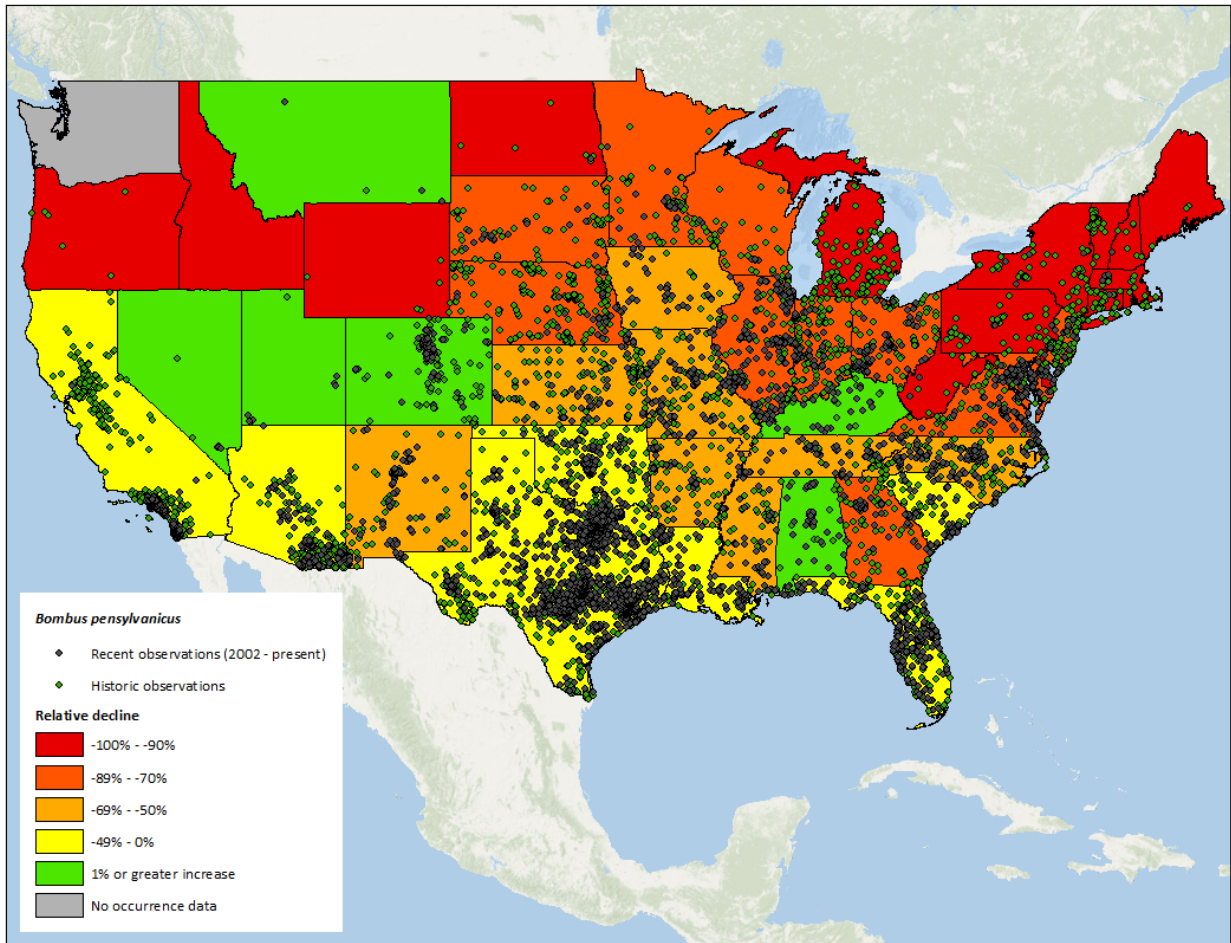 Bombus pensylvanicus
Recent observations (2002 - present)
Historic observations
Relative decline
-100% - -90%
-89% - -70%
-69% - -50%
-49% - 0%
1% or greater increase
No occurrence data